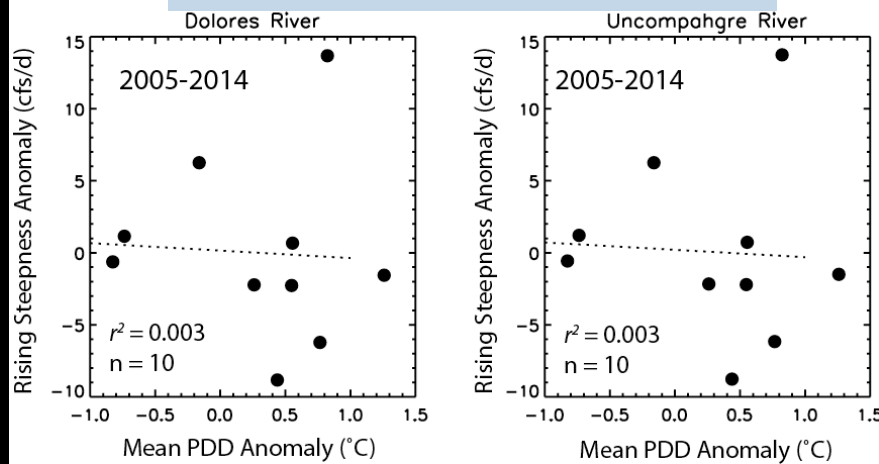 Dolores River
Rising Steepness Anomaly (cfs/d)
15
10
5
0
−5
−10
2005-2014
r² = 0.003
n = 10
−1.0 −0.5 0.0 0.5 1.0 1.5
Mean PDD Anomaly (˚C)
Uncompahgre River
Rising Steepness Anomaly (cfs/d)
15
10
5
0
−5
−10
2005-2014
r² = 0.003
n = 10
−1.0 −0.5 0.0 0.5 1.0 1.5
Mean PDD Anomaly (˚C)